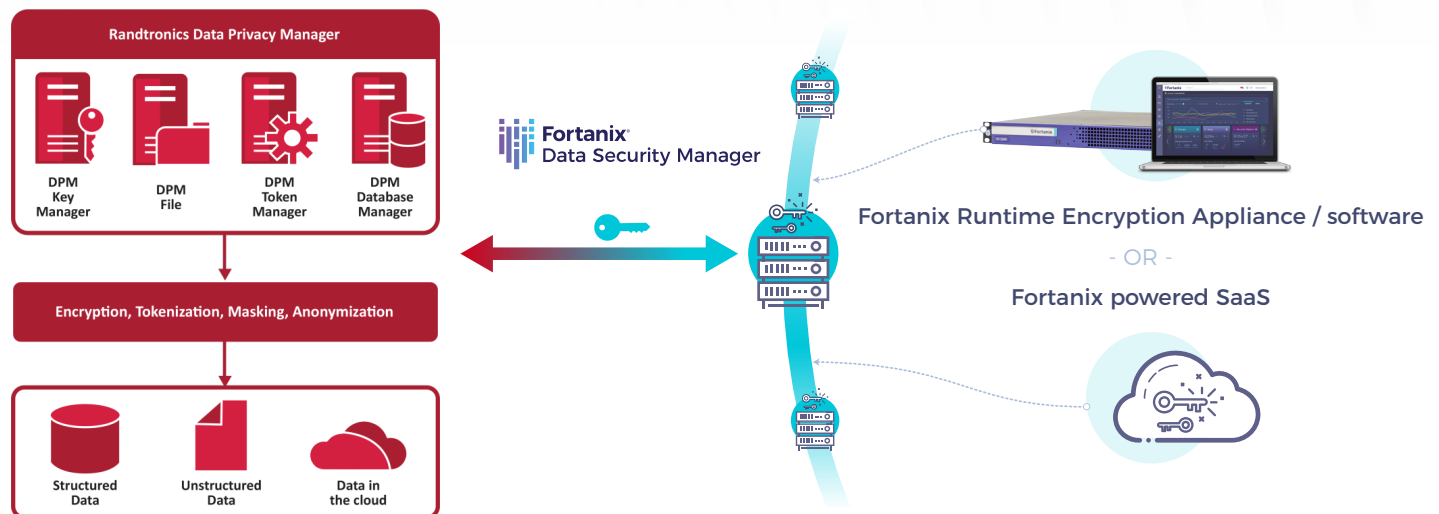 Randtronics Data Privacy Manager
DPM
Key
Manager
DPM
File
DPM
Token
Manager
DPM
Database
Manager
Encryption, Tokenization, Masking, Anonymization
Structured
Data
Unstructured
Data
Data in
the cloud
Fortanix®
Data Security Manager
Fortanix
Fortanix
Fortanix Runtime Encryption Appliance / software
- OR -
Fortanix powered SaaS